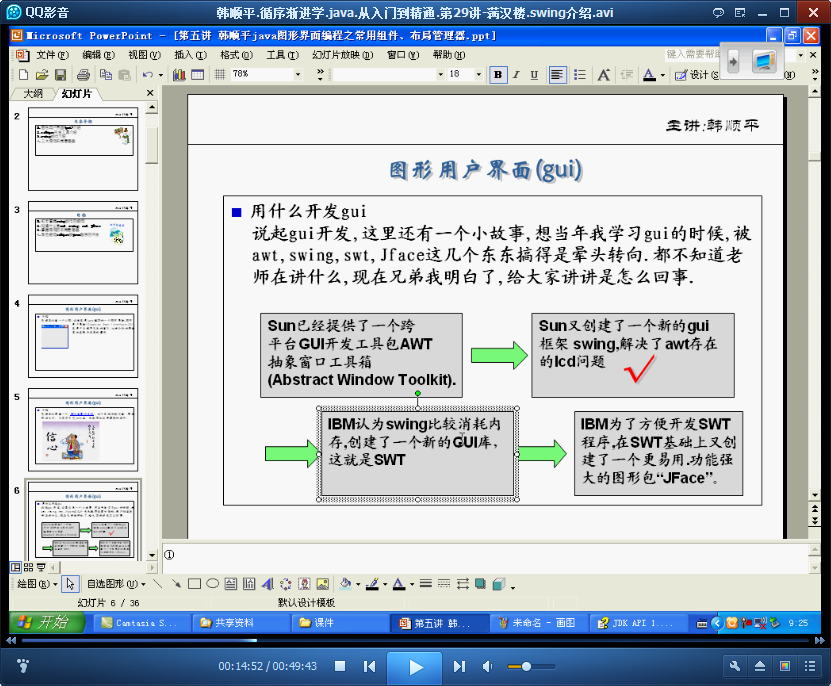 QQ影音
韩顺平.循序渐进学.java.从入门到精通.第29讲-满汉楼.swing介绍.avi
Microsoft PowerPoint - [第五讲 韩顺平java图形界面编程之常用组件、布局管理器.ppt]
文件(F) 编辑(E) 视图(V) 插入(I) 格式(O) 工具(T) 幻灯片放映(D) 窗口(W) 帮助(H)
键入需要帮助
78% 18 B I U A A 设计(S
大纲 幻灯片
2
3
4
5
信心
6
主讲:韩顺平
图形用户界面(gui)
用什么开发gui
说起gui开发,这里还有一个小故事,想当年我学习gui的时候,被
awt,swing,swt,Jface这几个东东搞得是晕头转向.都不知道老
师在讲什么,现在兄弟我明白了,给大家讲讲是怎么回事.
Sun已经提供了一个跨
平台GUI开发工具包AWT
抽象窗口工具箱
(Abstract Window Toolkit).
Sun又创建了一个新的gui
框架 swing,解决了awt存在
的lcd问题
IBM认为swing比较消耗内
存,创建了一个新的GUI库,
这就是SWT
IBM为了方便开发SWT
程序,在SWT基础上又创
建了一个更易用.功能强
大的图形包“JFace”。
①
绘图(R) 自选图形(U)
幻灯片 6 / 36 默认设计模板
开始 Camtasia S... 共享资料 课件 第五讲 韩... 未命名 - 画图 JDK API 1.... 9:25
00:14:52 / 00:49:43